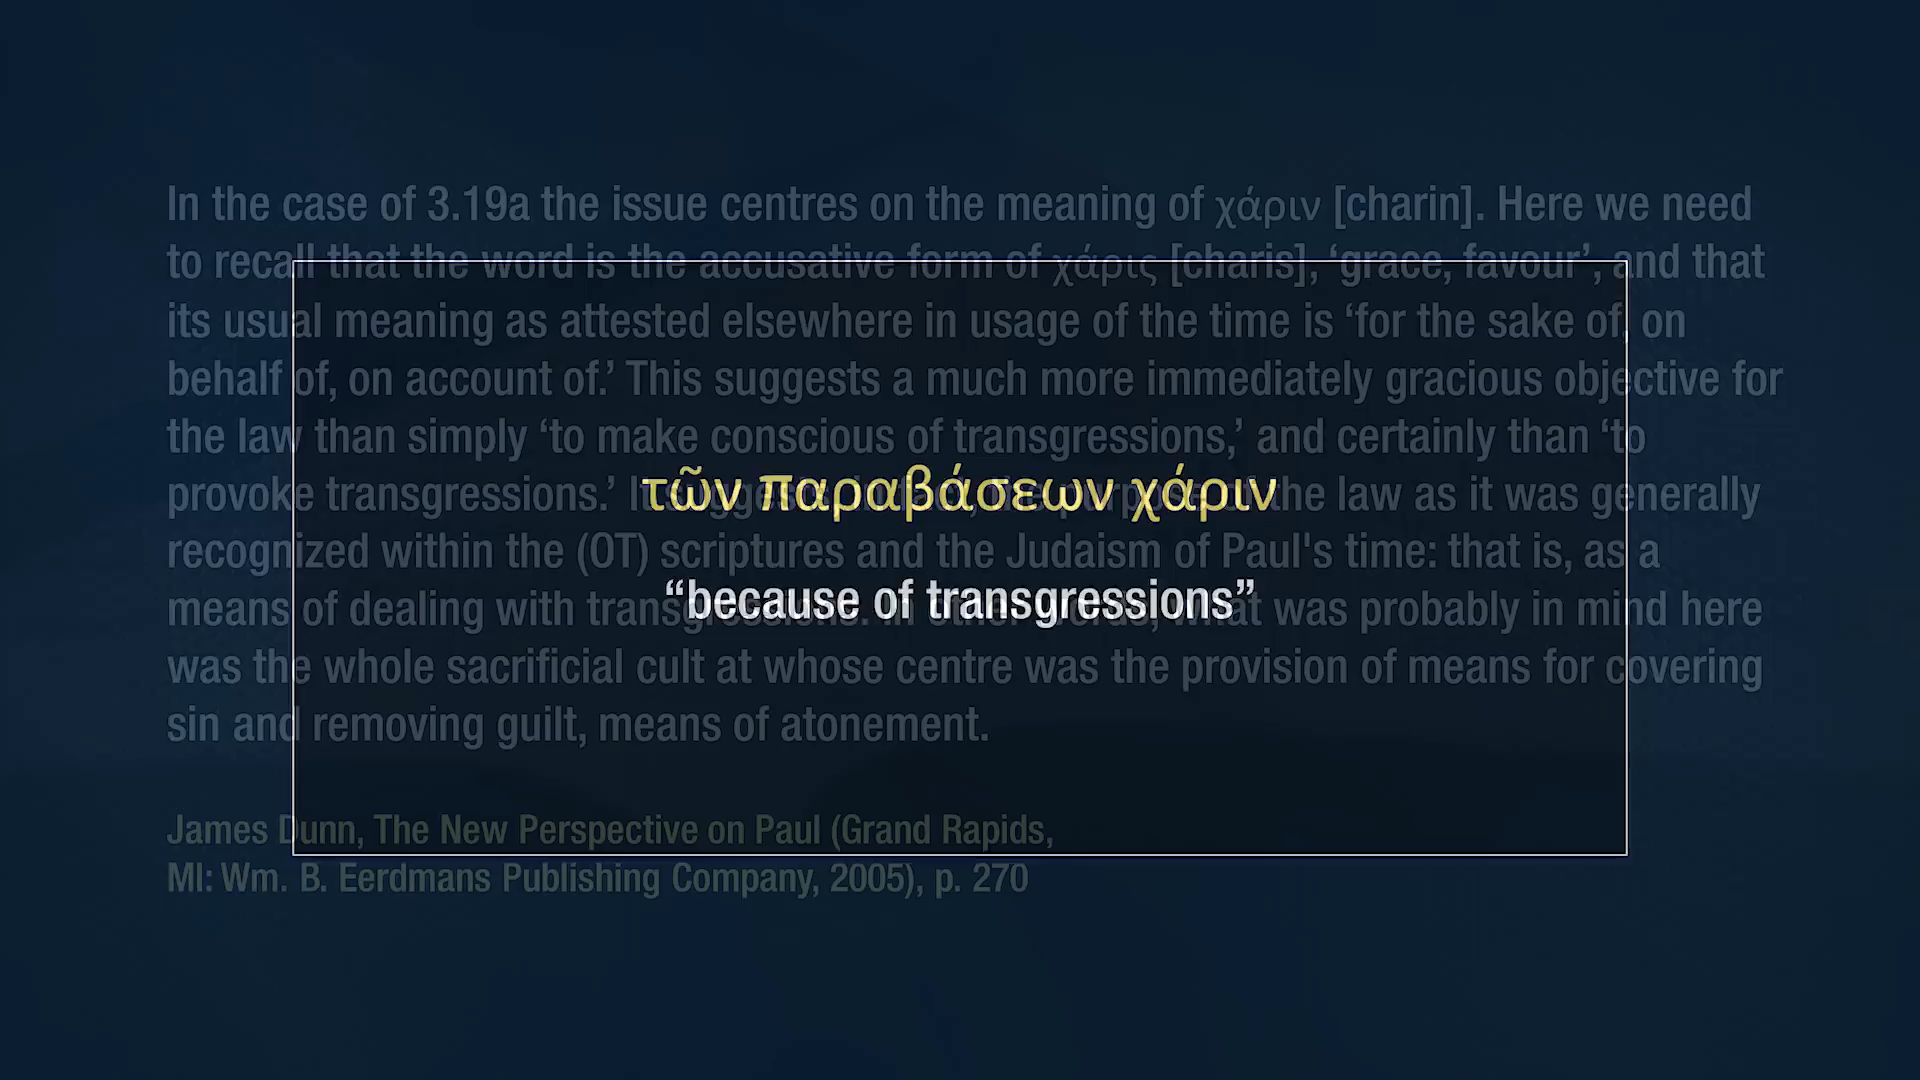 In the case of 3.19a the issue centres on the meaning of χάριν [charin]. Here we need
to recall that the word is the accusative form of χάρις [charis], ‘grace, favour’, and that
its usual meaning as attested elsewhere in usage of the time is ‘for the sake of, on
behalf of, on account of.’ This suggests a much more immediately gracious objective for
the law than simply ‘to make conscious of transgressions,’ and certainly than ‘to
provoke transgressions.’ It the law as it was generally
recognized within the (OT) scriptures and the Judaism of Paul's time: that is, as a
means of dealing with what was probably in mind here
was the whole sacrificial cult at whose centre was the provision of means for covering
sin and removing guilt, means of atonement.
τῶν παραβάσεων χάριν
“because of transgressions”
James Dunn, The New Perspective on Paul (Grand Rapids,
MI: Wm. B. Eerdmans Publishing Company, 2005), p. 270